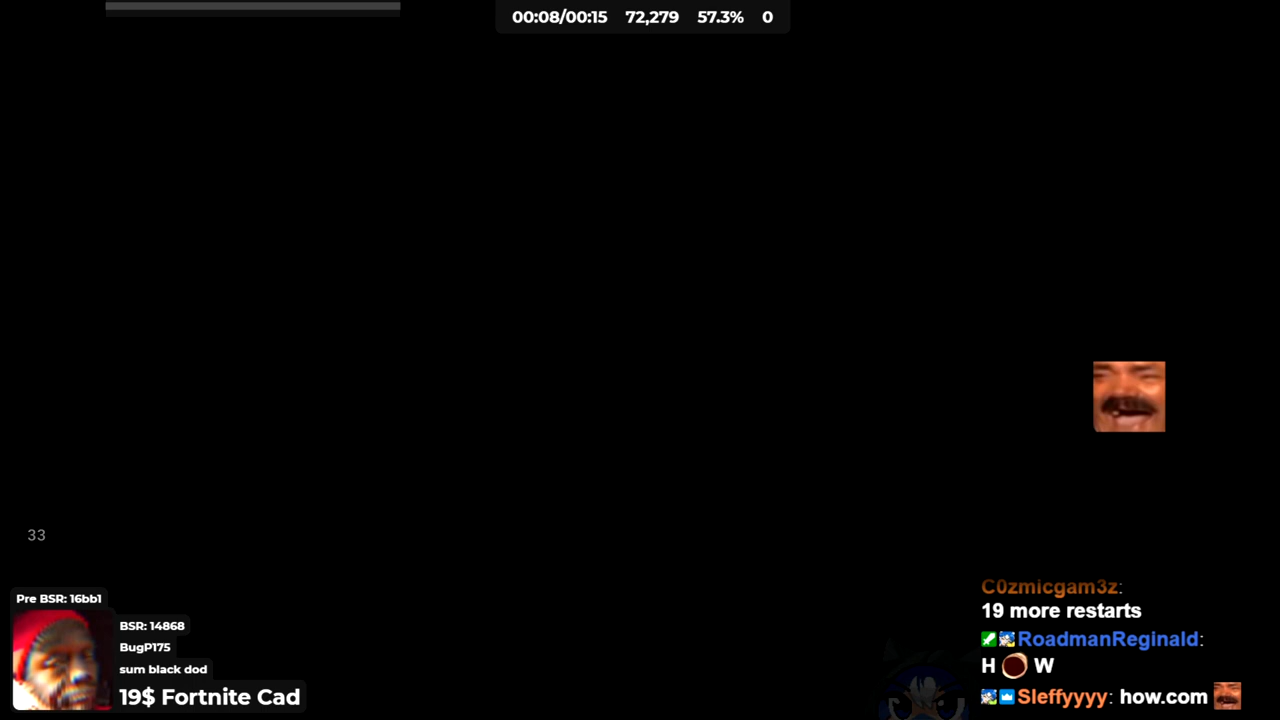 00:08/00:15 72,279 57.3% 0
33
Pre BSR: 16bb1
BSR: 14868
BugP175
sum black dod
19$ Fortnite Cad
C0zmicgam3z:
19 more restarts
RoadmanReginald:
H W
Sleffyyyy: how.com